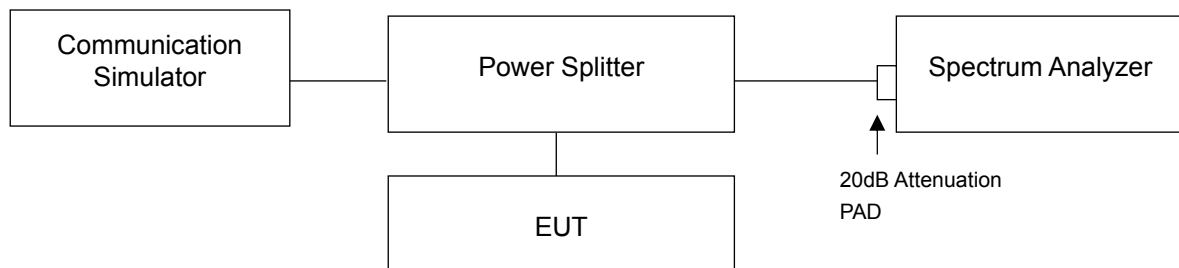 Communication
Simulator
Power Splitter
Spectrum Analyzer
20dB Attenuation
PAD
EUT